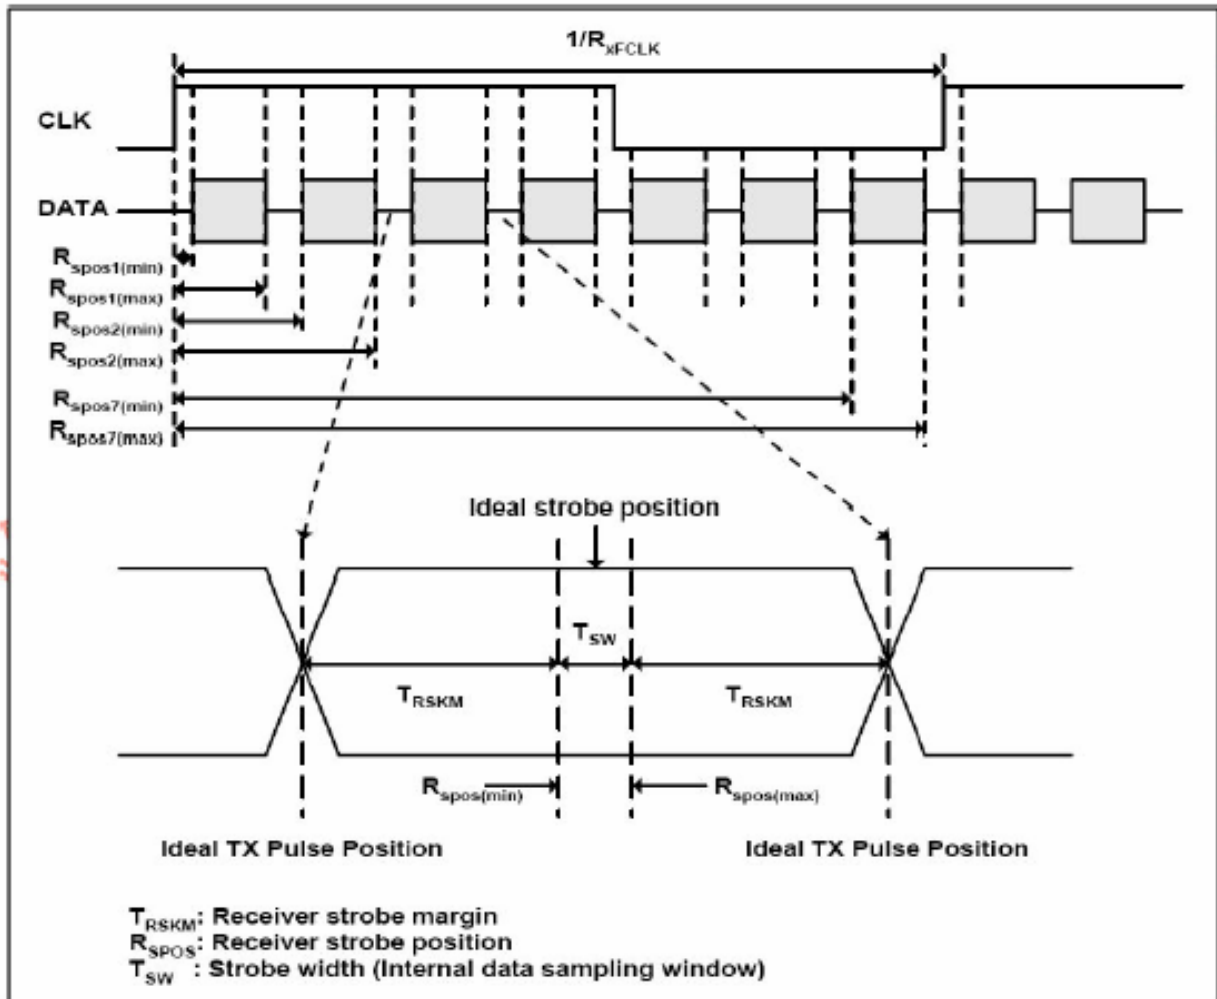 1/RxFCLK
CLK
DATA
Rspos1(min)
Rspos1(max)
Rspos2(min)
Rspos2(max)
Rspos7(min)
Rspos7(max)
Ideal strobe position
TSW
TRSKM
TRSKM
Rspos(min)
Rspos(max)
Ideal TX Pulse Position
Ideal TX Pulse Position
TRSKM: Receiver strobe margin
RSPOS: Receiver strobe position
TSW : Strobe width (Internal data sampling window)